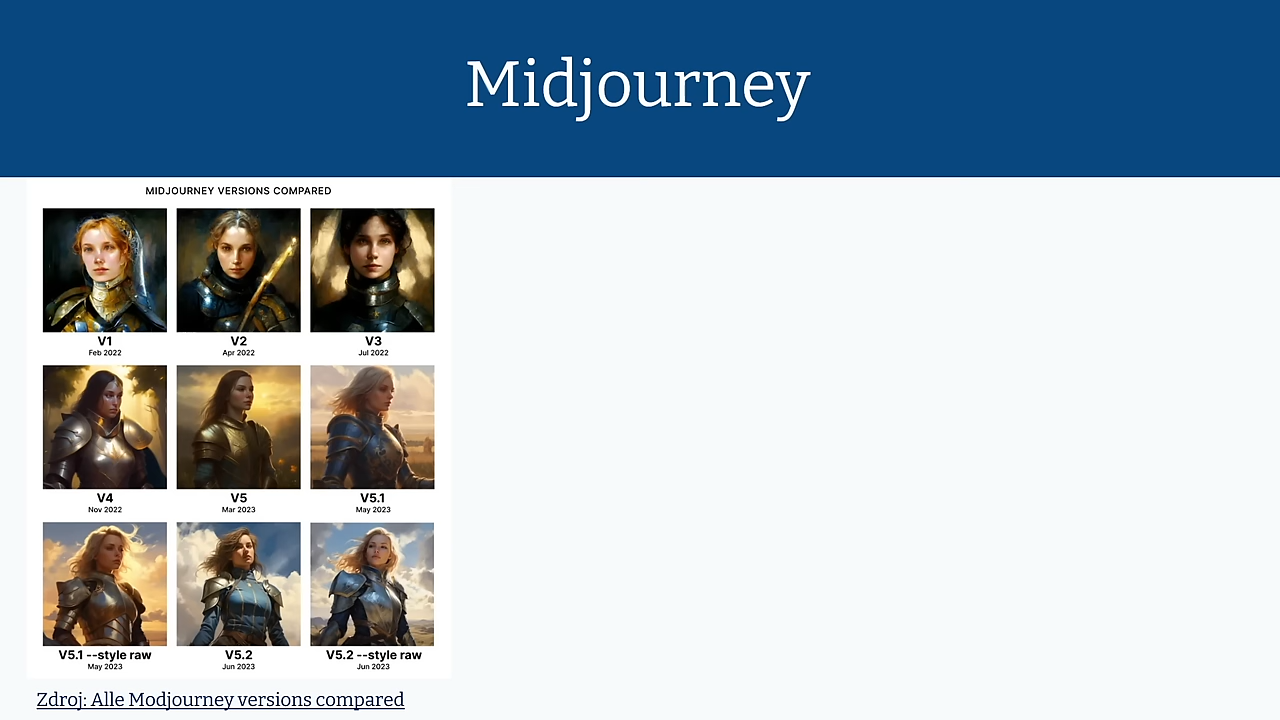 Midjourney
MIDJOURNEY VERSIONS COMPARED
V1 V2 V3
Feb 2022 Apr 2022 Jul 2022
V4 V5 V5.1
Nov 2022 Mar 2023 May 2023
V5.1 --style raw V5.2 V5.2 --style raw
May 2023 Jun 2023 Jun 2023
Zdroj: Alle Modjourney versions compared